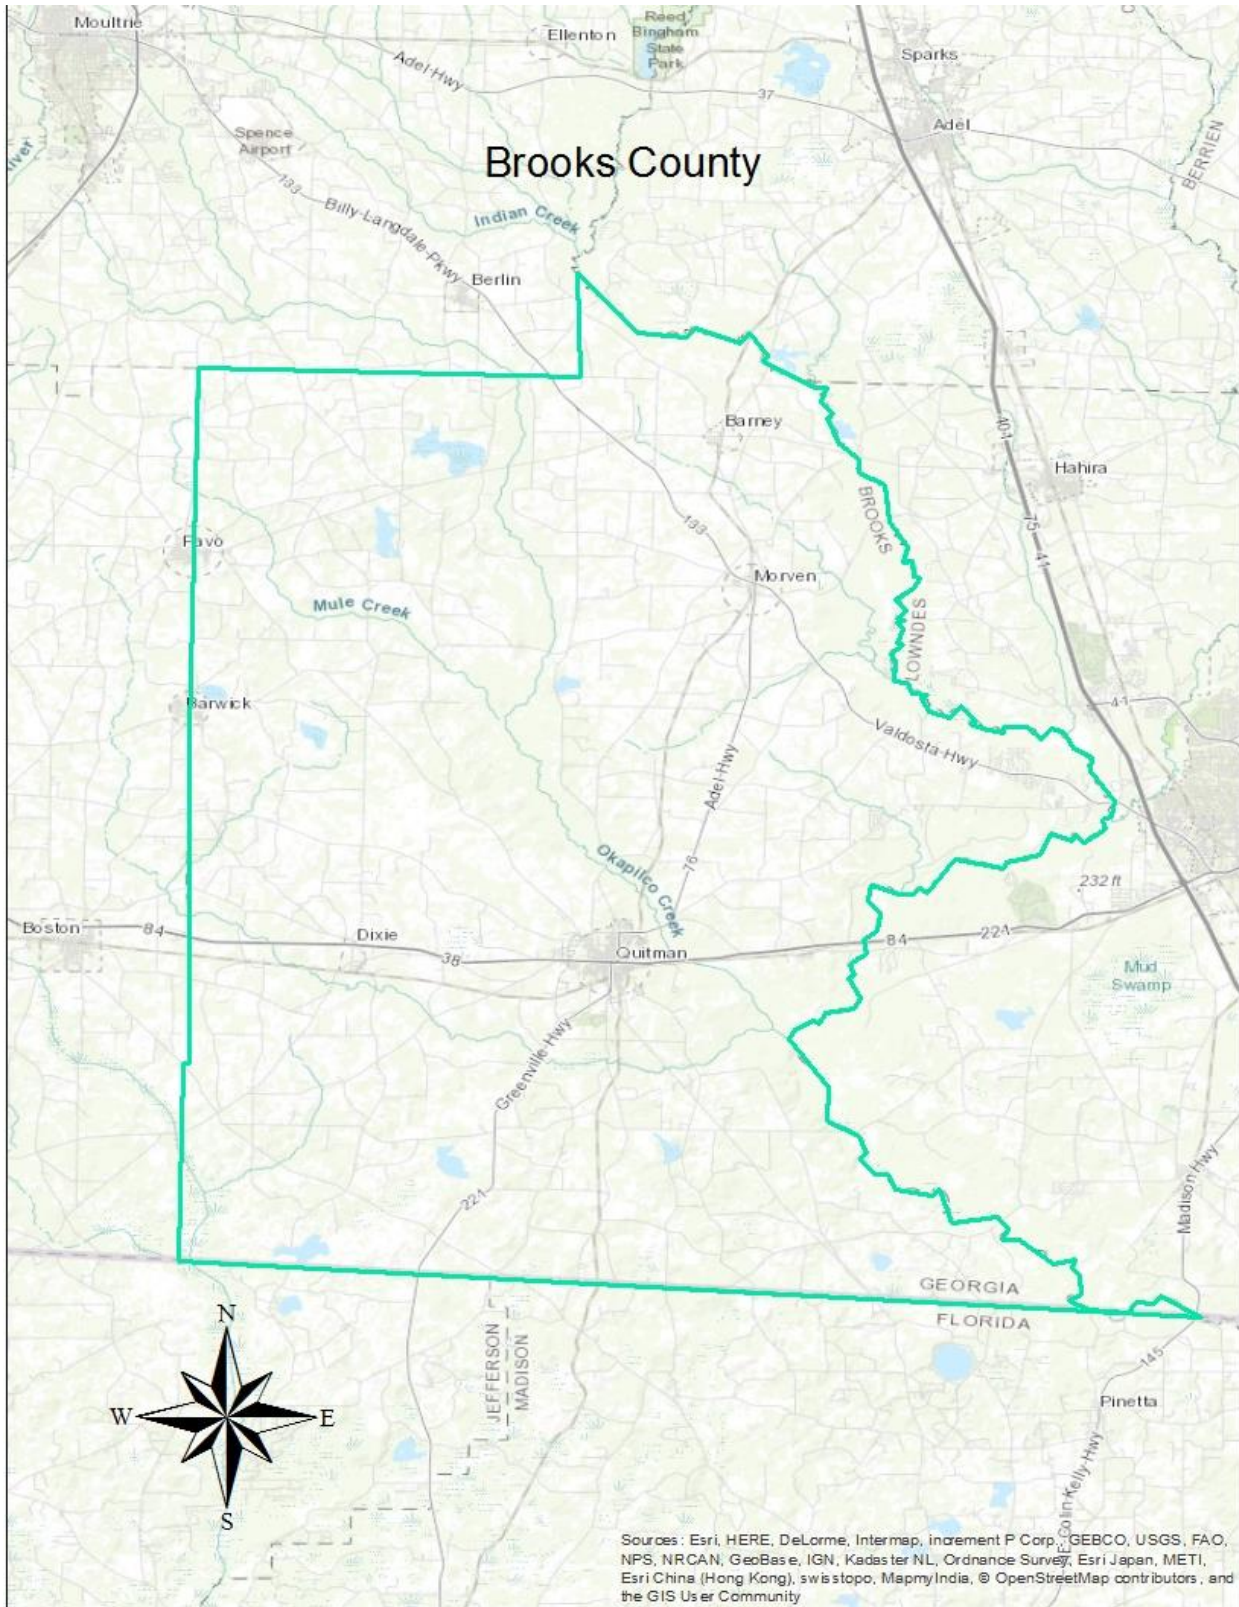 Moultrie
Ellenton
Reed
Bingham
State
Park
Sparks
Adel Hwy
37
Adel
Spence
Airport
BERRIEN
Brooks County
133
Billy Langdale Pkwy
Indian Creek
Berlin
Barney
401
Hahira
BROOKS
133
75
41
Pavo
Morven
Mule Creek
LOWNDES
Barwick
41
Valdosta Hwy
Adel Hwy
Okapilco Creek
76
232 ft
Boston
84
Dixie
38
Quitman
84
221
Mud
Swamp
Greenville Hwy
221
Madison Hwy
GEORGIA
FLORIDA
N
W
E
S
JEFFERSON
MADISON
145
Pinetta
Colin Kelly Hwy
Sources: Esri, HERE, DeLorme, Intermap, increment P Corp., GEBCO, USGS, FAO,
NPS, NRCAN, GeoBase, IGN, Kadaster NL, Ordnance Survey, Esri Japan, METI,
Esri China (Hong Kong), swisstopo, MapmyIndia, © OpenStreetMap contributors, and
the GIS User Community